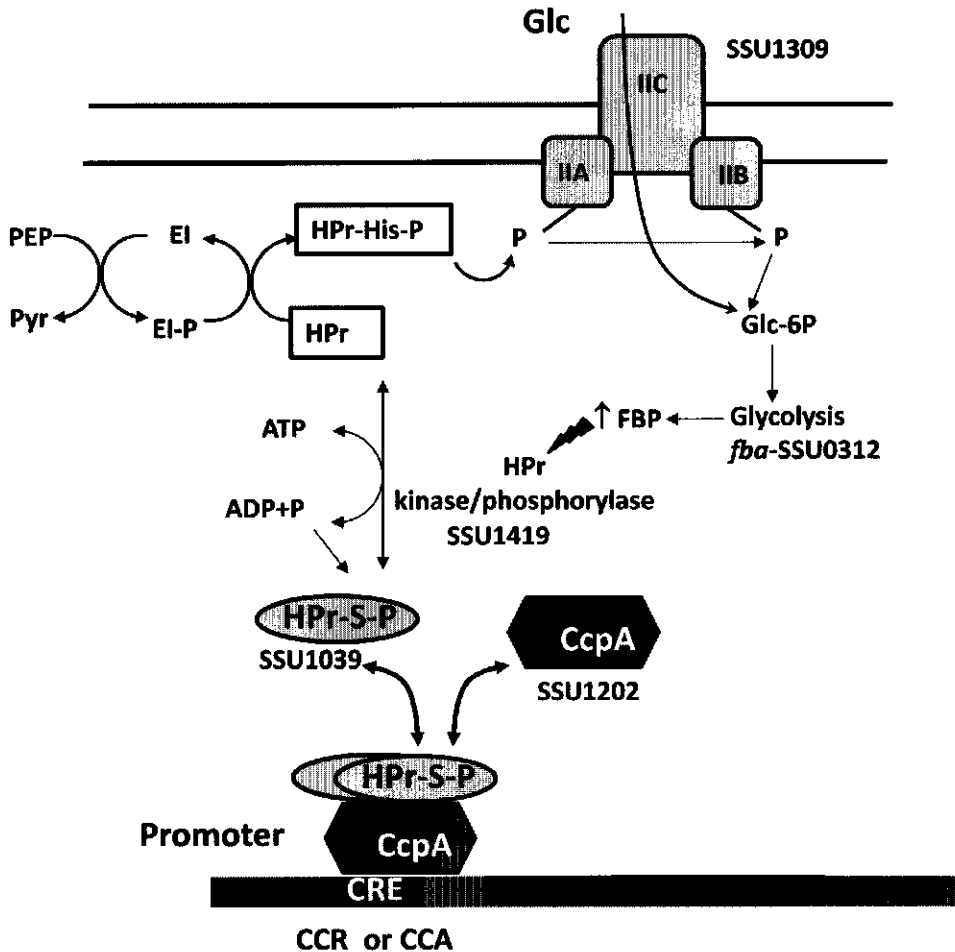 Glc
SSU1309
IIC
IIA
IIB
PEP
EI
HPr-His-P
P
P
Pyr
EI-P
HPr
Glc-6P
ATP
↑ FBP
Glycolysis
fba-SSU0312
HPr
kinase/phosphorylase
SSU1419
ADP+P
HPr-S-P
SSU1039
CcpA
SSU1202
HPr-S-P
Promoter
CcpA
CRE
CCR or CCA